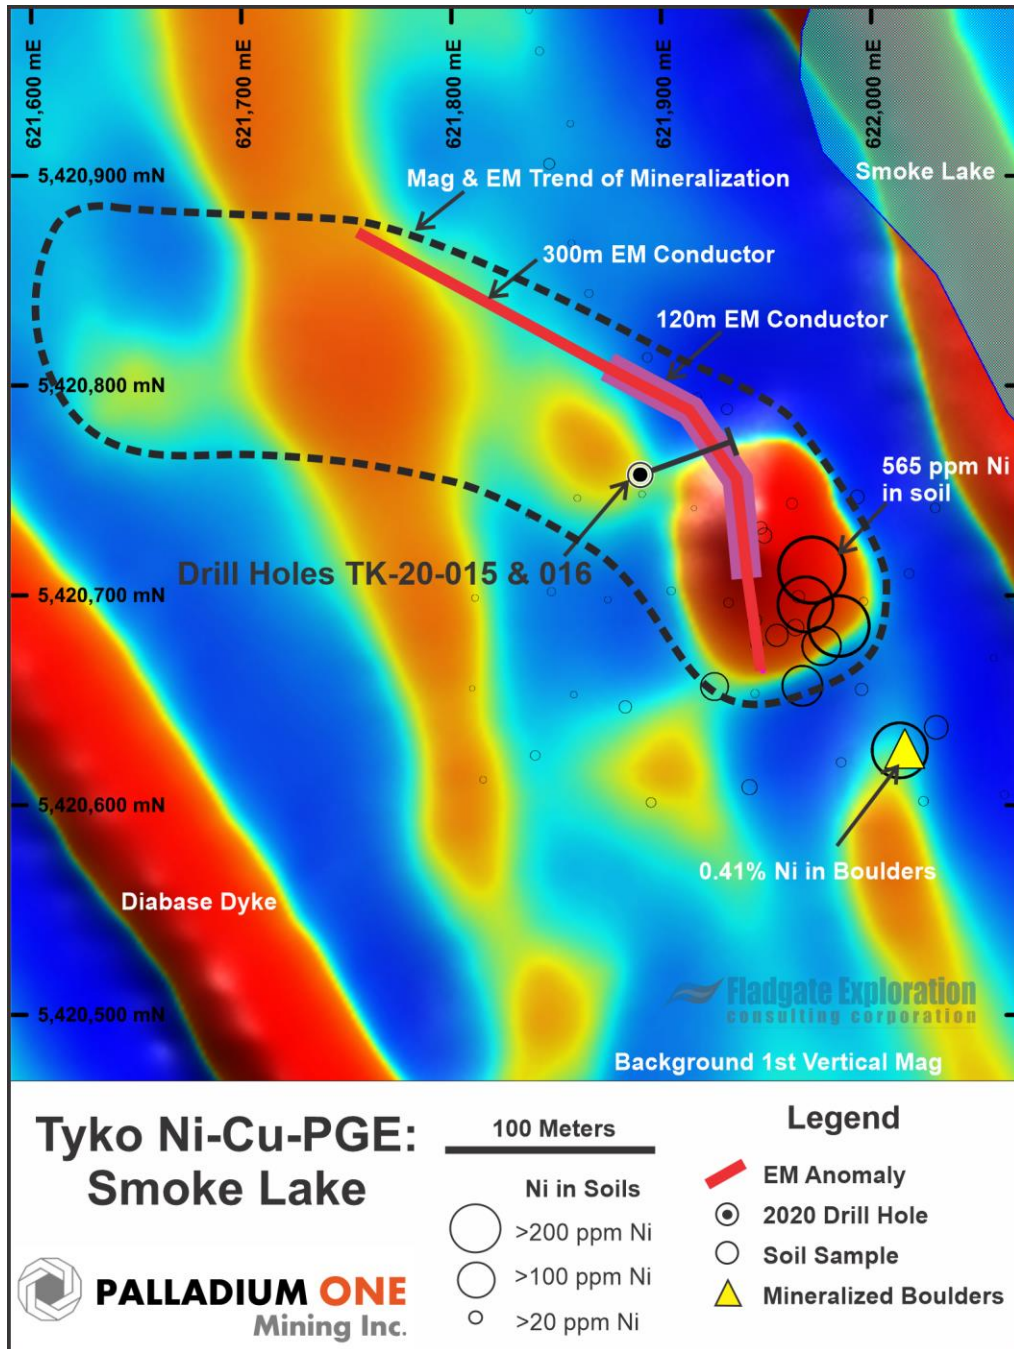 621,600 mE
621,700 mE
621,800 mE
621,900 mE
622,000 mE
5,420,900 mN
Smoke Lake
Mag & EM Trend of Mineralization
300m EM Conductor
120m EM Conductor
5,420,800 mN
565 ppm Ni
in soil
Drill Holes TK-20-015 & 016
5,420,700 mN
5,420,600 mN
0.41% Ni in Boulders
Diabase Dyke
Fladgate Exploration
consulting corporation
5,420,500 mN
Background 1st Vertical Mag
Tyko Ni-Cu-PGE:
Smoke Lake
PALLADIUM ONE
Mining Inc.
100 Meters
Ni in Soils
>200 ppm Ni
>100 ppm Ni
>20 ppm Ni
Legend
EM Anomaly
2020 Drill Hole
Soil Sample
Mineralized Boulders